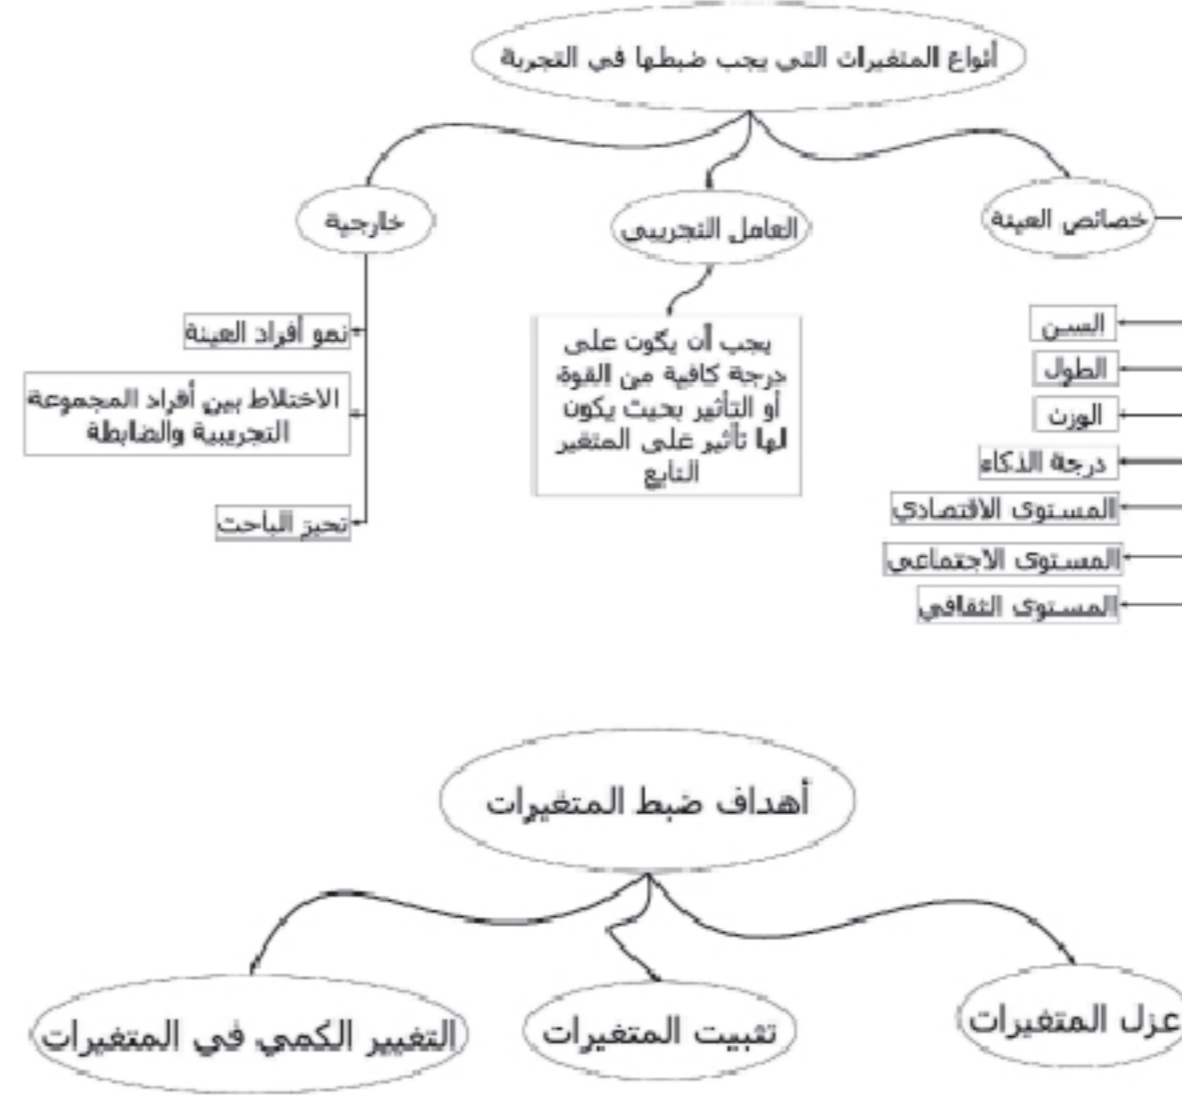 أنواع المتغيرات التي يجب ضبطها في التجربة
خصائص العينة
العامل التجريبي
خارجية
السن
الطول
الوزن
درجة الذكاء
المستوى الاقتصادي
المستوى الاجتماعي
المستوى الثقافي
يجب أن يكون على
درجة كافية من القوة
أو التأثير بحيث يكون
لها تأثير على المتغير
التابع
نمو أفراد العينة
الاختلاط بين أفراد المجموعة
التجريبية والضابطة
تحيز الباحث
أهداف ضبط المتغيرات
عزل المتغيرات
تثبيت المتغيرات
التغيير الكمي في المتغيرات